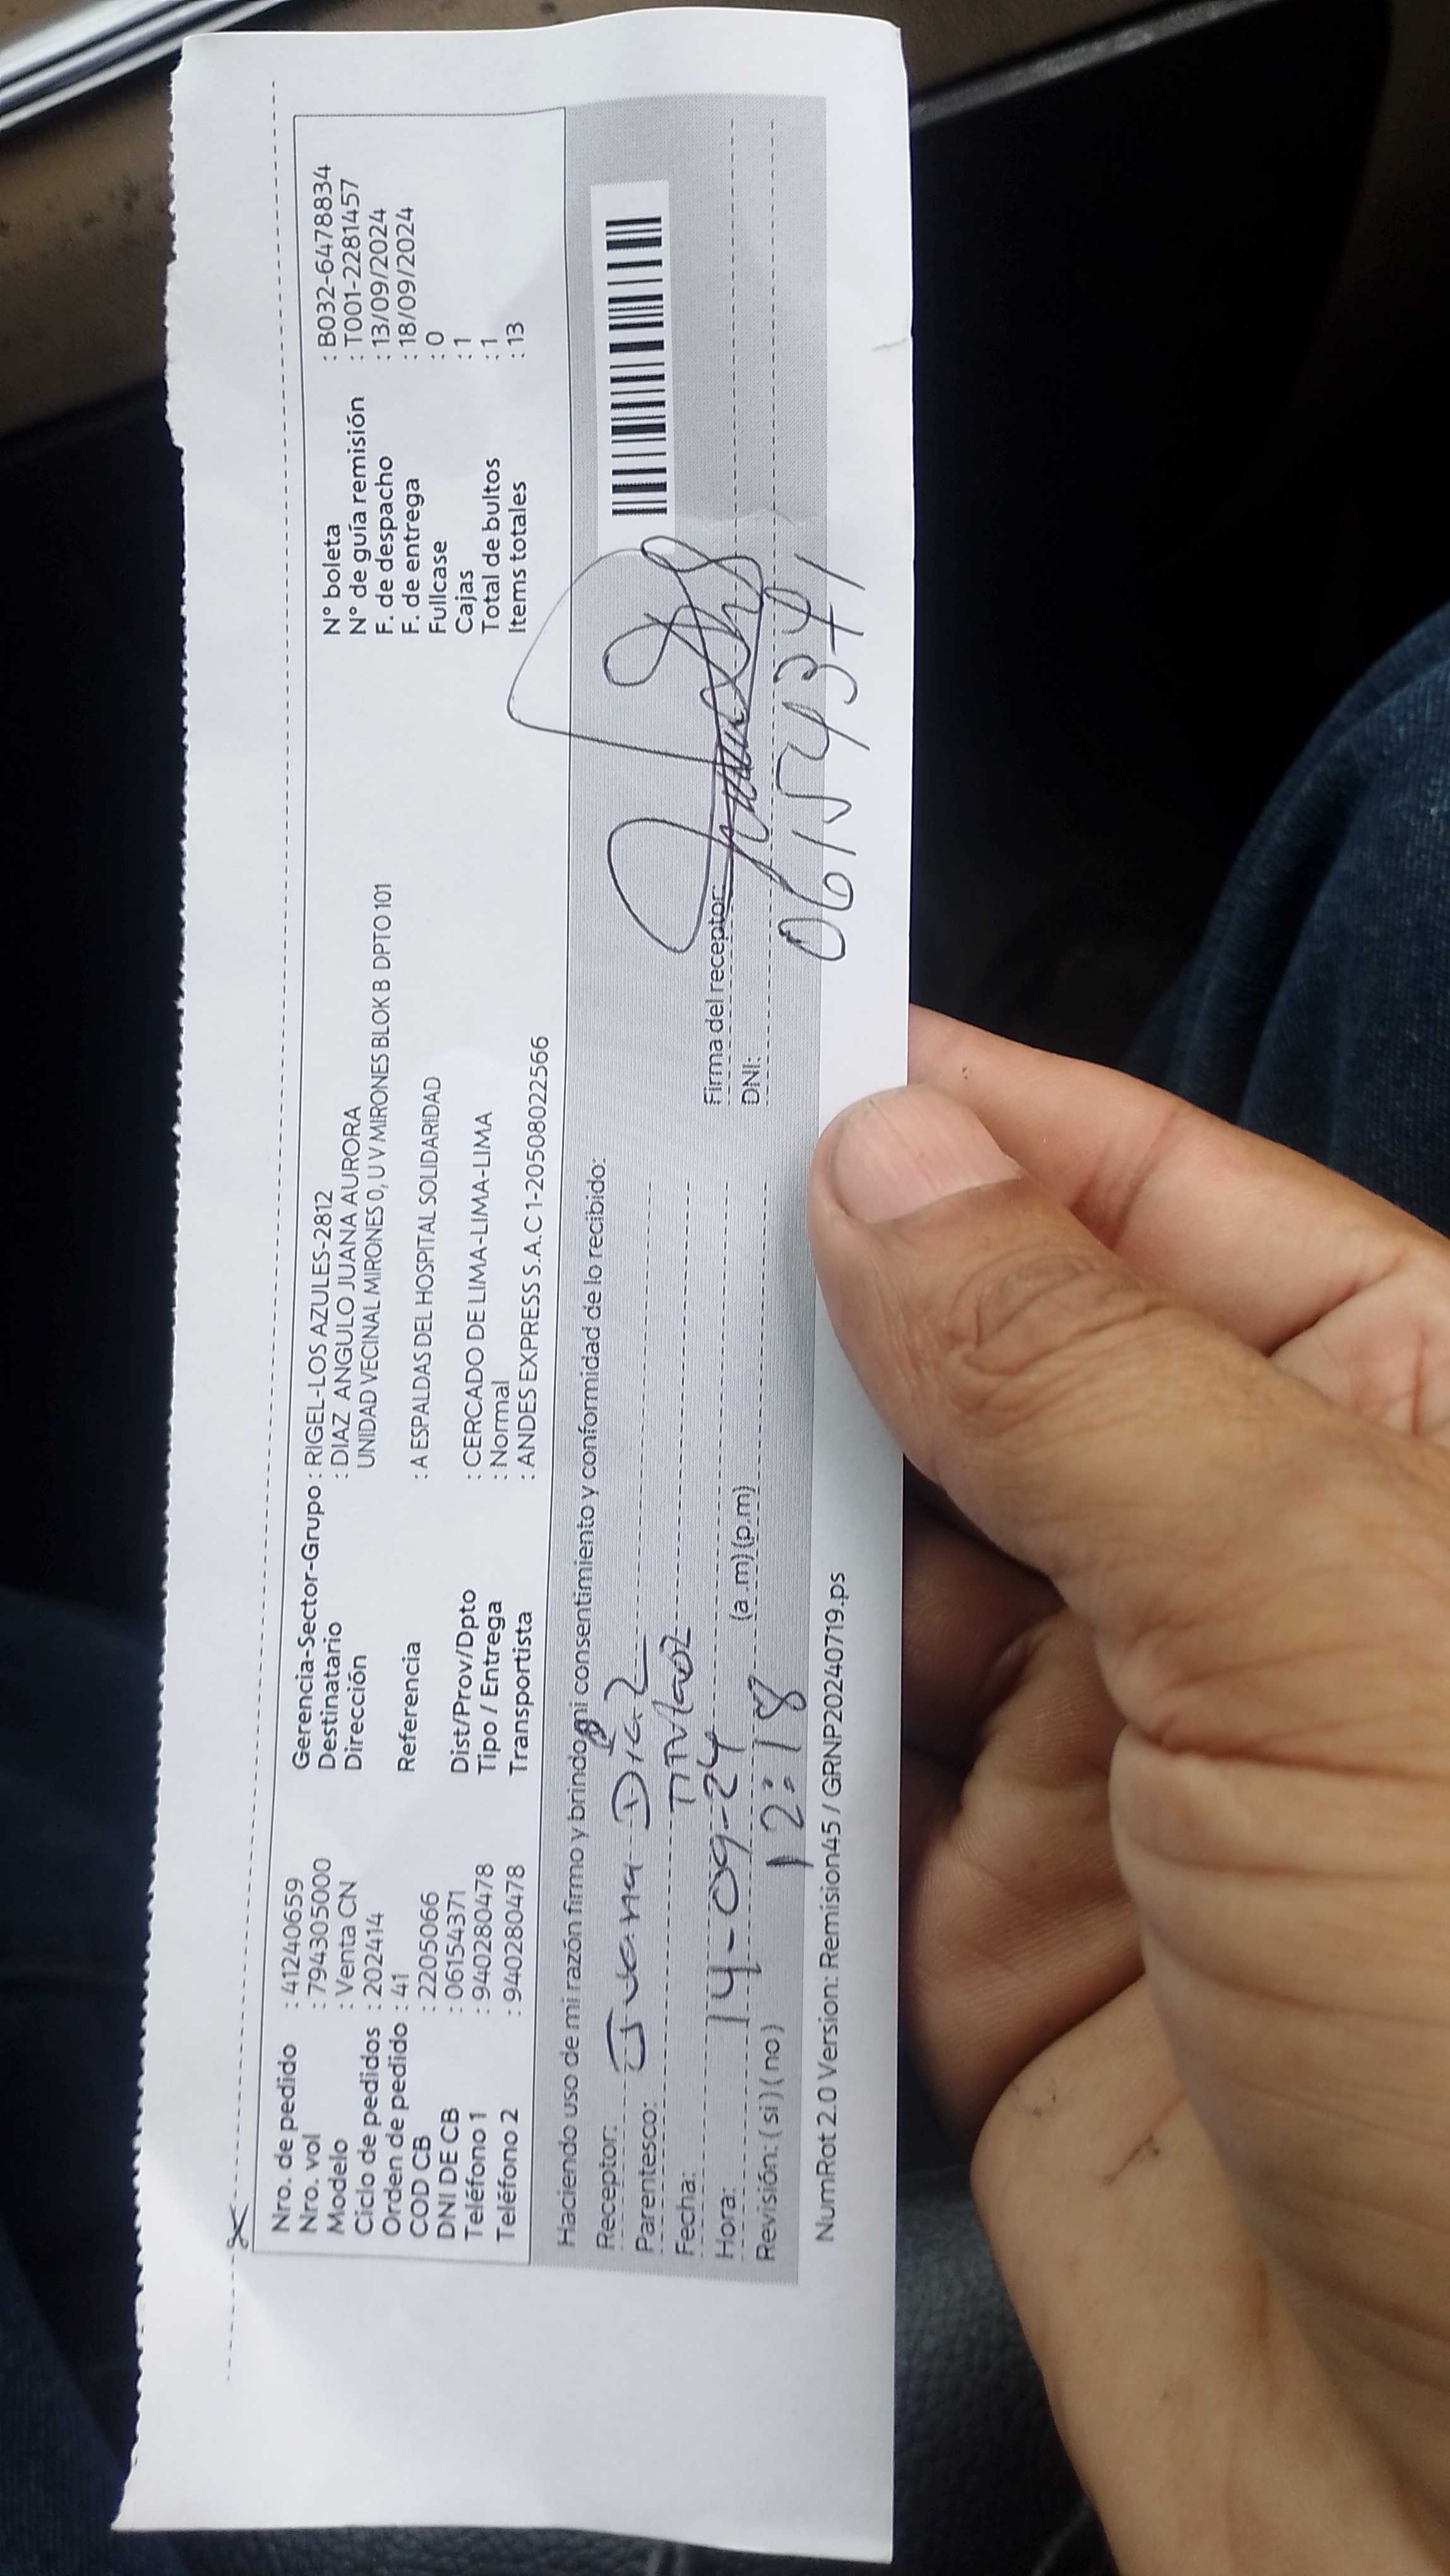 Nro. de pedido : 41240659
Nro. vol : 794305000
Modelo : Venta CN
Ciclo de pedidos : 202414
Orden de pedido : 41
COD CB : 2205066
DNI DE CB : 06154371
Teléfono 1 : 940280478
Teléfono 2 : 940280478
Gerencia-Sector-Grupo : RIGEL-LOS AZULES-2812
Destinatario : DIAZ ANGULO JUANA AURORA
Dirección UNIDAD VECINAL MIRONES 0, U V MIRONES BLOK B DPTO 101
Referencia : A ESPALDAS DEL HOSPITAL SOLIDARIDAD
Dist/Prov/Dpto : CERCADO DE LIMA-LIMA-LIMA
Tipo / Entrega : Normal
Transportista : ANDES EXPRESS S.A.C 1-20508022566
N° boleta : B032-6478834
N° de guía remisión : T001-2281457
F. de despacho : 13/09/2024
F. de entrega : 18/09/2024
Fullcase : 0
Cajas : 1
Total de bultos : 1
Items totales : 13
Haciendo uso de mi razón firmo y brindo mi consentimiento y conformidad de lo recibido:
Receptor: Juana Diaz
Parentesco: Titular
Fecha: 14-09-24
Hora: 12:18 (a.m) (p.m)
Revisión: ( si ) ( no )
Firma del receptor:
DNI: 06154371
NumRot 2.0 Version: Remision45 / GRNP20240719.ps